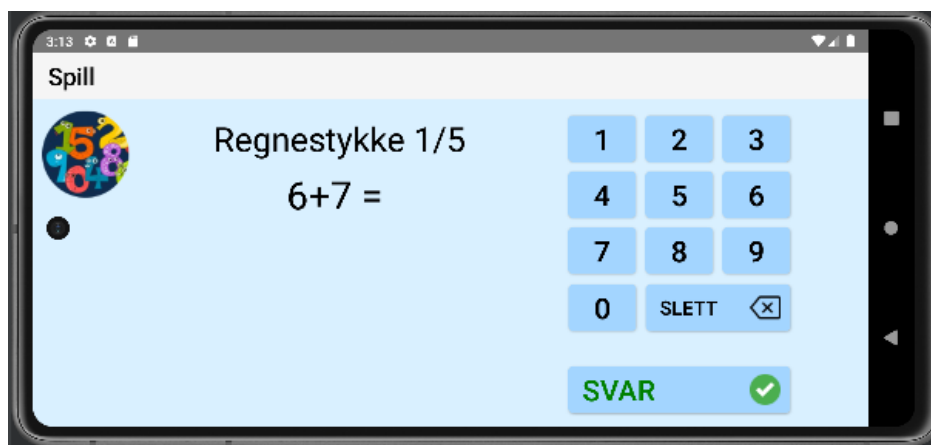 3:13
Spill
Regnestykke 1/5
6+7 =
1 2 3
4 5 6
7 8 9
0 SLETT
SVAR